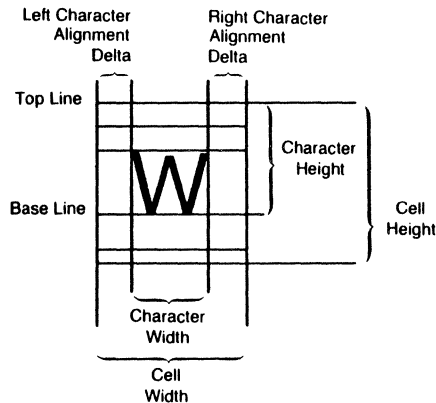 Left Character
Alignment
Delta
Right Character
Alignment
Delta
Top Line
Character
Height
W
Base Line
Cell
Height
Character
Width
Cell
Width